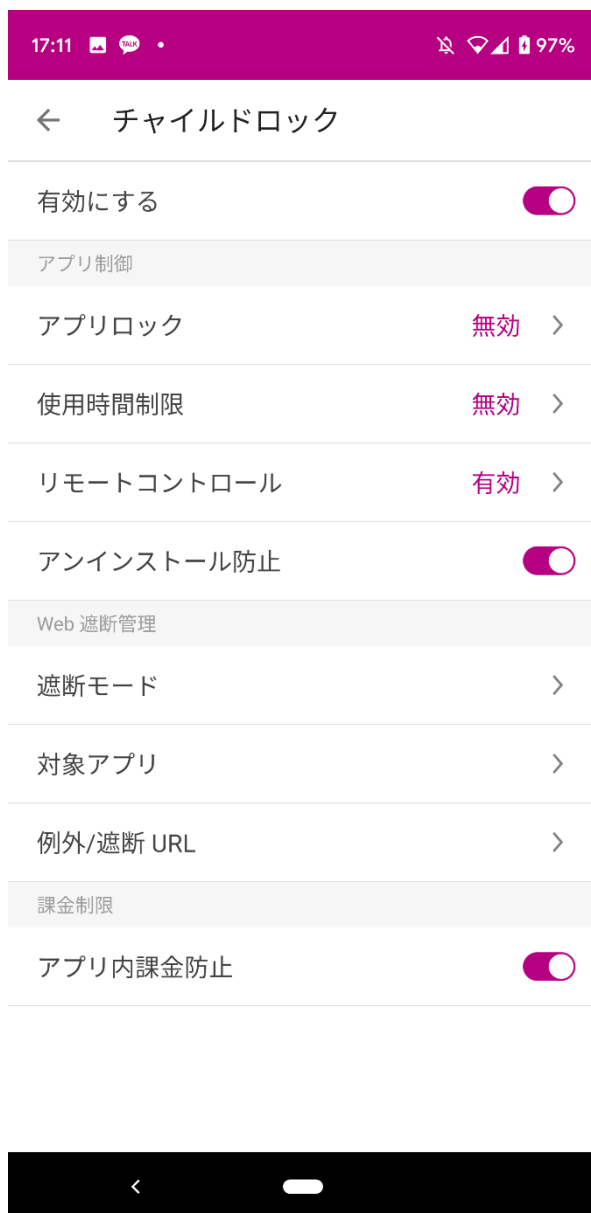 17:11 TALK 97%
チャイルドロック
有効にする
アプリ制御
アプリロック 無効
使用時間制限 無効
リモートコントロール 有効
アンインストール防止
Web 遮断管理
遮断モード
対象アプリ
例外/遮断 URL
課金制限
アプリ内課金防止